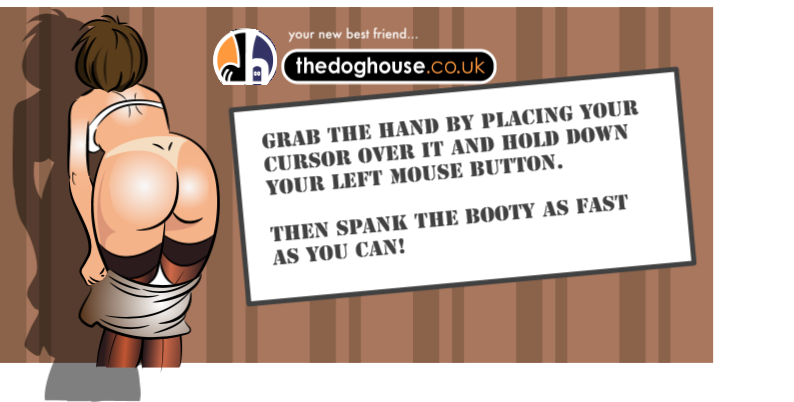 your new best friend...
thedoghouse.co.uk
GRAB THE HAND BY PLACING YOUR
CURSOR OVER IT AND HOLD DOWN
YOUR LEFT MOUSE BUTTON.
THEN SPANK THE BOOTY AS FAST
AS YOU CAN!